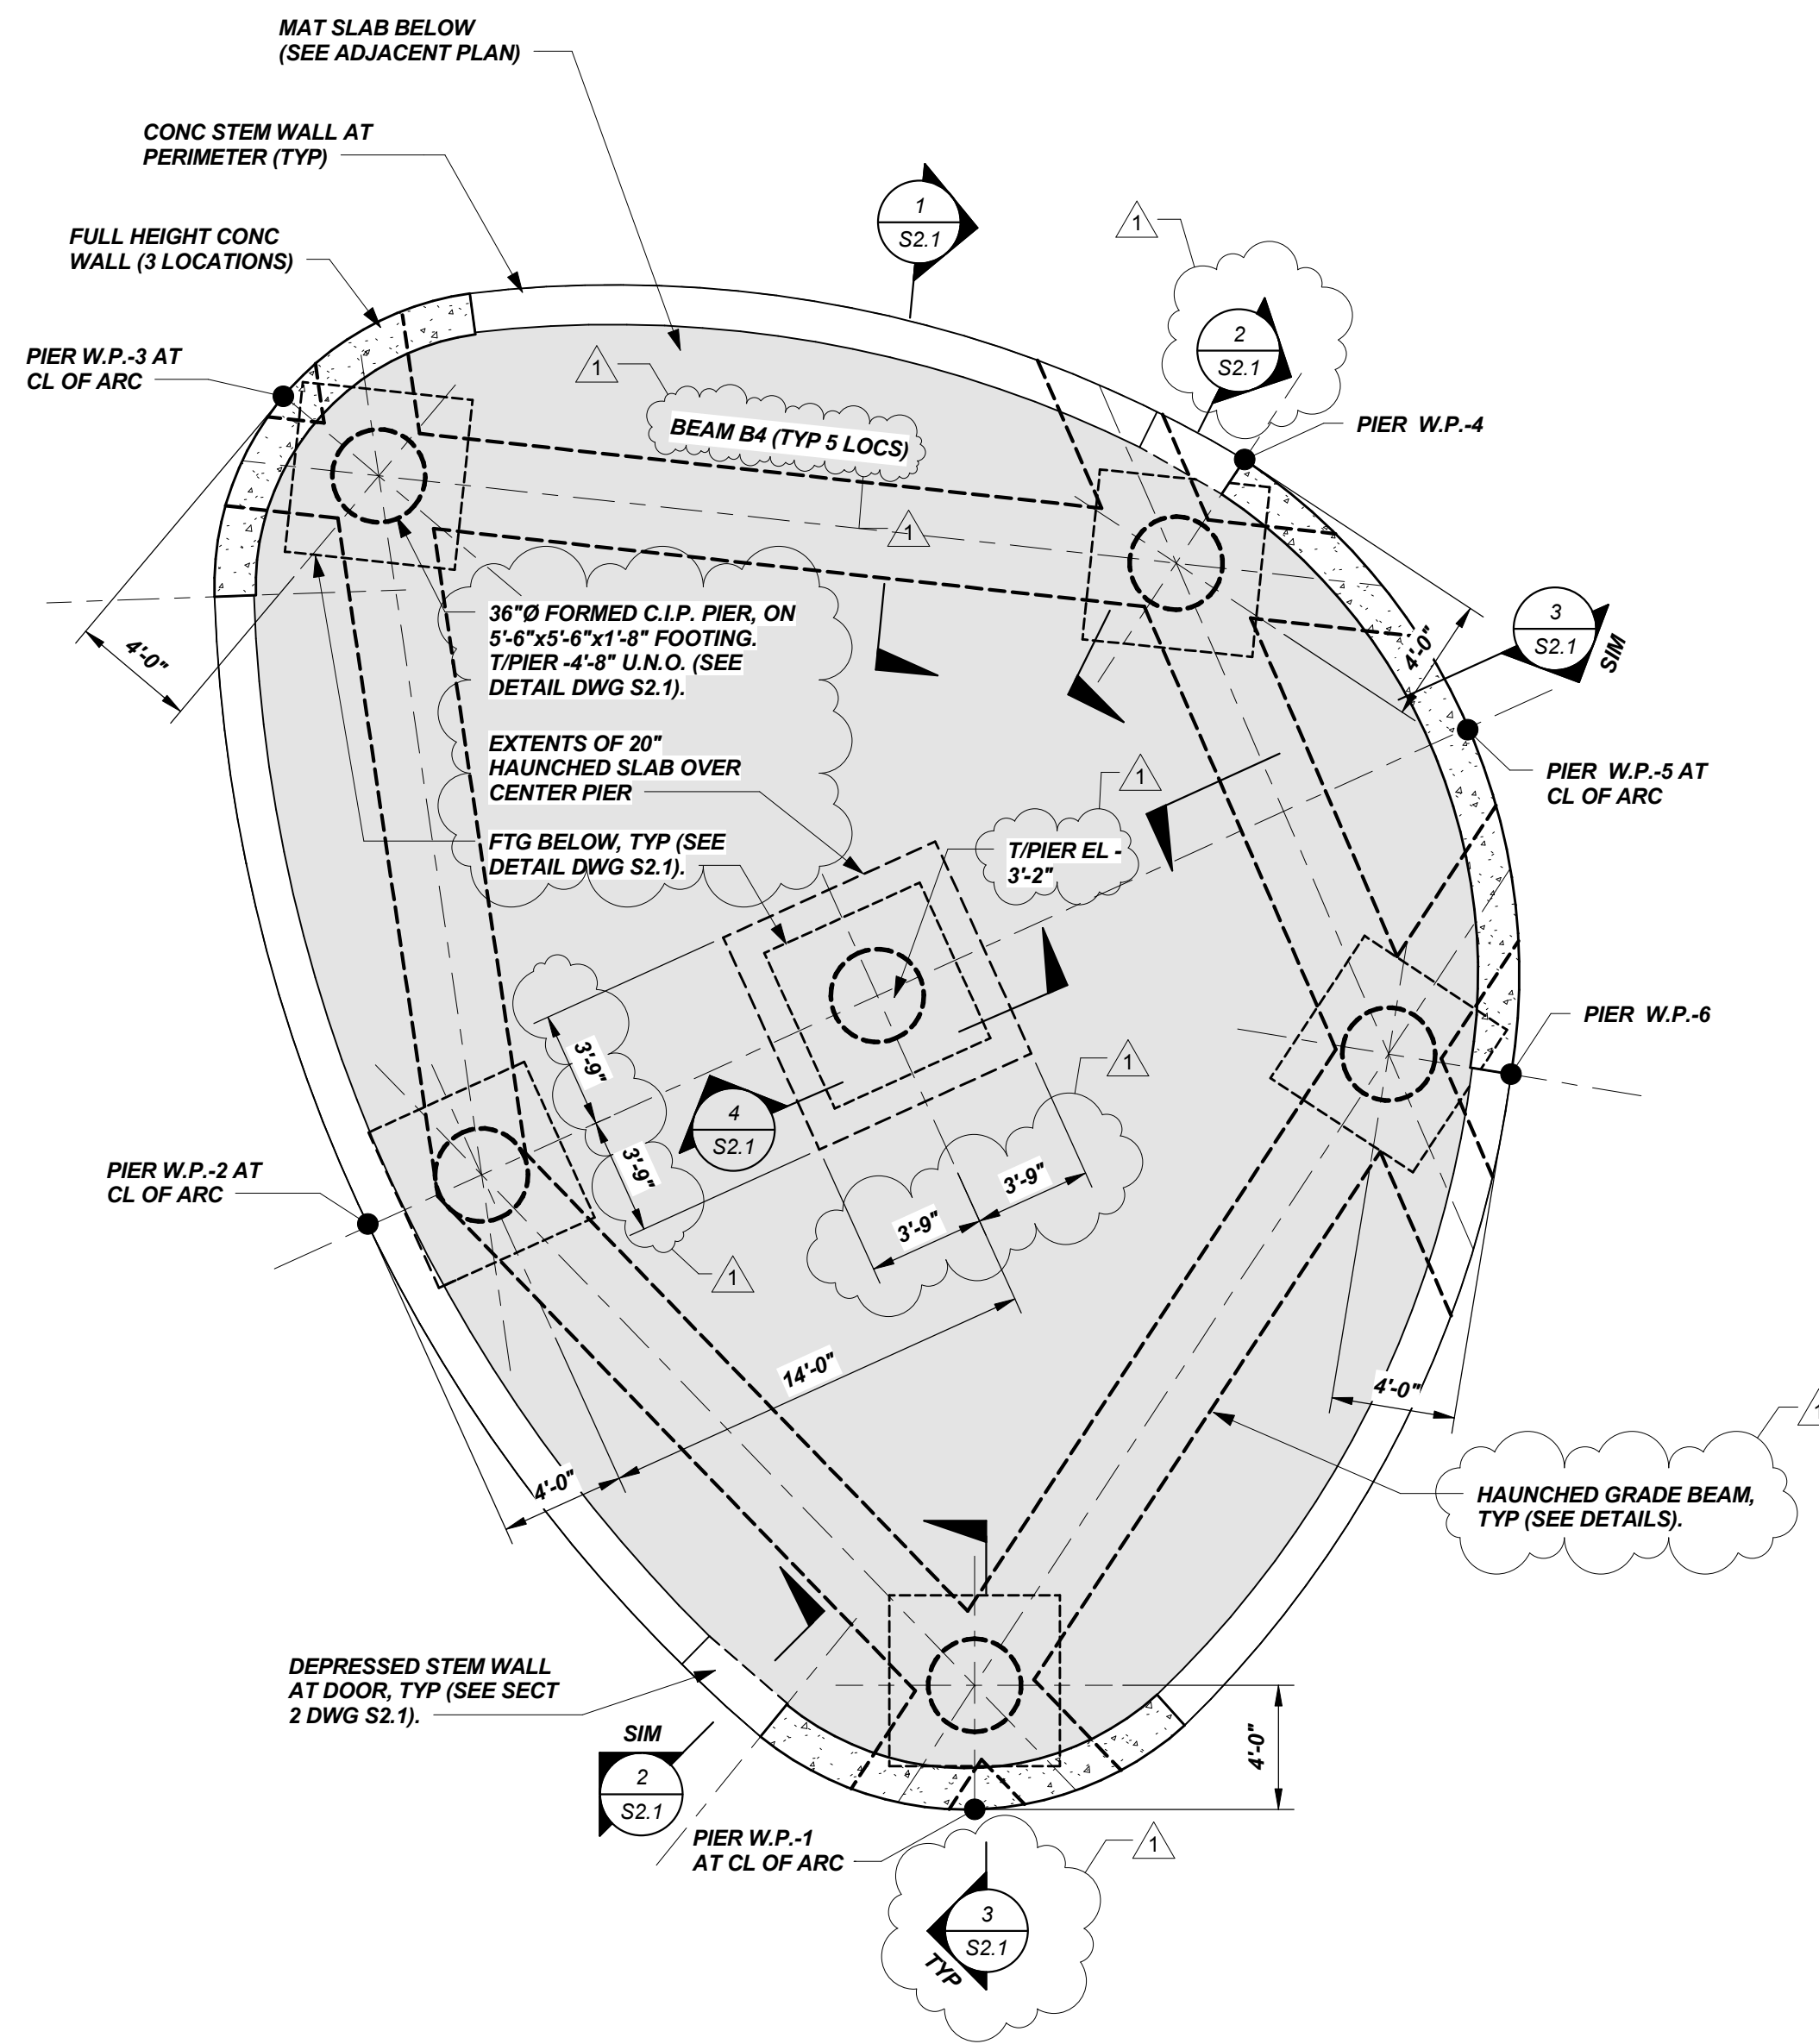 MAT SLAB BELOW
(SEE ADJACENT PLAN)
CONC STEM WALL AT
PERIMETER (TYP)
FULL HEIGHT CONC
WALL (3 LOCATIONS)
PIER W.P.-3 AT
CL OF ARC
1
S2.1
1
2
S2.1
PIER W.P.-4
1
BEAM B4 (TYP 5 LOCS)
1
4'-0"
36"Ø FORMED C.I.P. PIER, ON
5'-6"x5'-6"x1'-8" FOOTING.
T/PIER -4'-8" U.N.O. (SEE
DETAIL DWG S2.1).
EXTENTS OF 20"
HAUNCHED SLAB OVER
CENTER PIER
FTG BELOW, TYP (SEE
DETAIL DWG S2.1).
4'-0"
3
S2.1
SIM
PIER W.P.-5 AT
CL OF ARC
1
T/PIER EL -
3'-2"
PIER W.P.-6
3'-9"
3'-9"
4
S2.1
1
3'-9"
3'-9"
1
PIER W.P.-2 AT
CL OF ARC
14'-0"
4'-0"
4'-0"
1
HAUNCHED GRADE BEAM,
TYP (SEE DETAILS).
DEPRESSED STEM WALL
AT DOOR, TYP (SEE SECT
2 DWG S2.1).
SIM
2
S2.1
4'-0"
PIER W.P.-1
AT CL OF ARC
1
3
S2.1
TYP